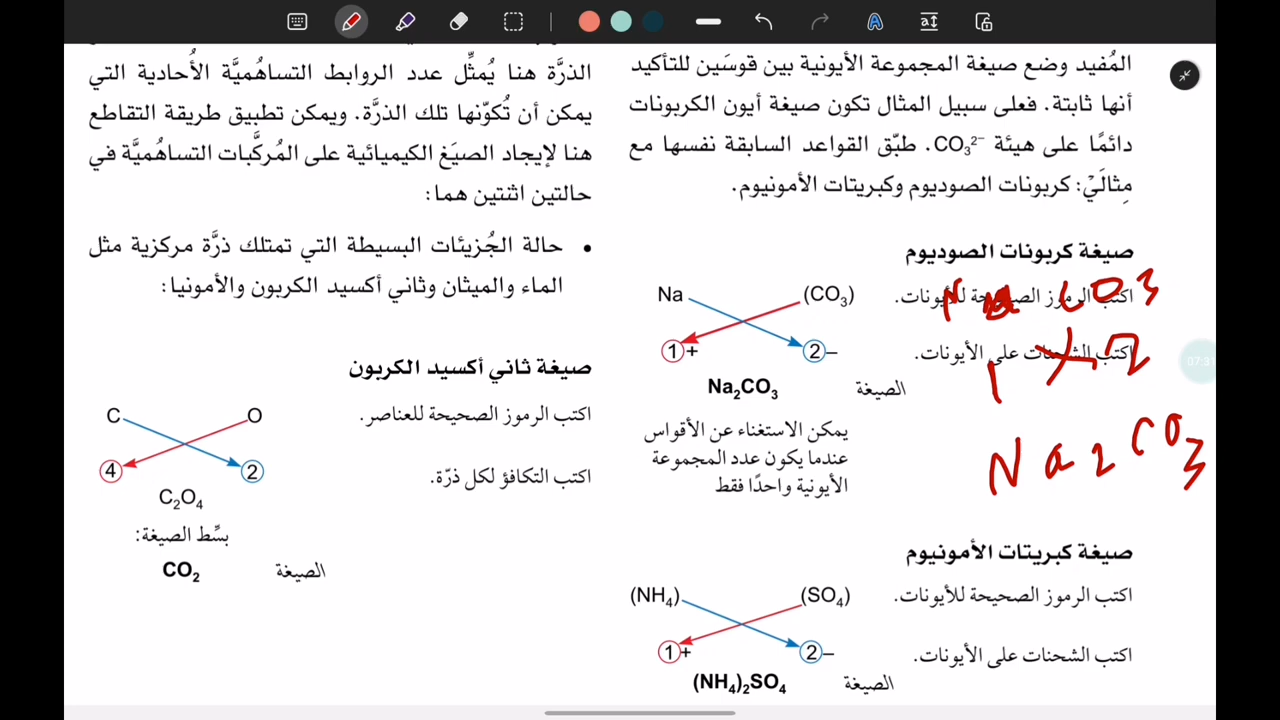 المُفيد وضع صيغة المجموعة الأيونية بين قوسَين للتأكيد
أنها ثابتة. فعلى سبيل المثال تكون صيغة أيون الكربونات
دائمًا على هيئة CO₃²⁻. طبّق القواعد السابقة نفسها مع
مِثالَيْ: كربونات الصوديوم وكبريتات الأمونيوم.
صيغة كربونات الصوديوم
اكتب الرموز الصحيحة للأيونات.
Na (CO₃)
Na CO3
اكتب الشحنات على الأيونات.
1+ 2–
1 2
الصيغة Na₂CO₃
Na2CO3
يمكن الاستغناء عن الأقواس
عندما يكون عدد المجموعة
الأيونية واحدًا فقط
صيغة كبريتات الأمونيوم
اكتب الرموز الصحيحة للأيونات.
(NH₄) (SO₄)
اكتب الشحنات على الأيونات.
1+ 2–
الصيغة (NH₄)₂SO₄
الذرَّة هنا يُمثِّل عدد الروابط التساهُميَّة الأُحادية التي
يمكن أن تُكوّنها تلك الذرَّة. ويمكن تطبيق طريقة التقاطع
هنا لإيجاد الصيَغ الكيميائية على المُركَّبات التساهُميَّة في
حالتين اثنتين هما:
• حالة الجُزيئات البسيطة التي تمتلك ذرَّة مركزية مثل
الماء والميثان وثاني أكسيد الكربون والأمونيا:
صيغة ثاني أكسيد الكربون
اكتب الرموز الصحيحة للعناصر.
C O
اكتب التكافؤ لكل ذرّة.
4 2
C₂O₄
بسِّط الصيغة:
الصيغة CO₂